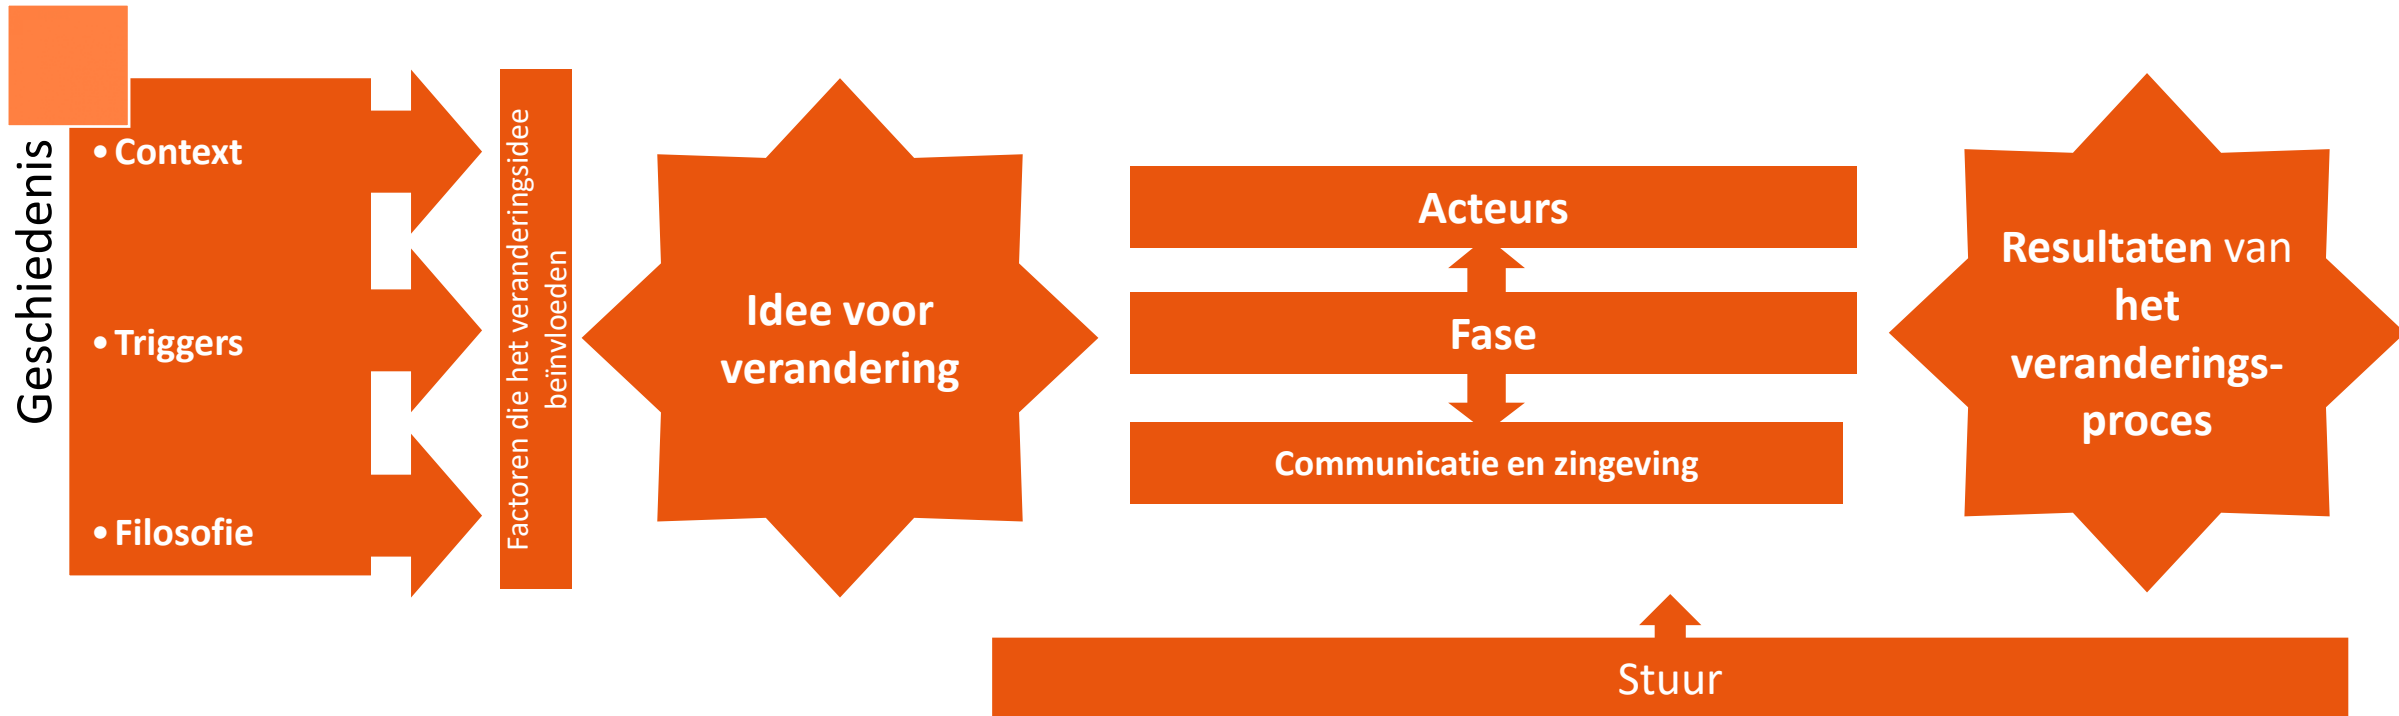 Geschiedenis
• Context
• Triggers
• Filosofie
Factoren die het veranderingsidee
beïnvloeden
Idee voor
verandering
Acteurs
Fase
Communicatie en zingeving
Resultaten van
het
veranderings-
proces
Stuur